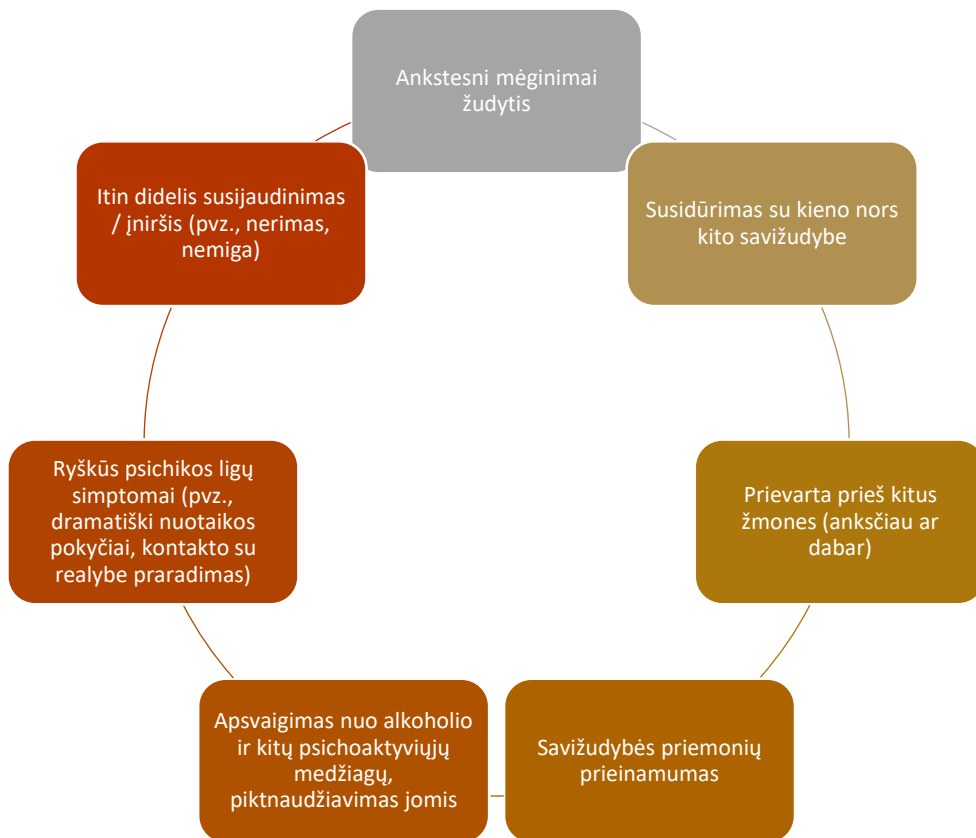 Ankstesni mėginimai
žudytis
Susidūrimas su kieno nors
kito savižudybe
Prievarta prieš kitus
žmones (anksčiau ar
dabar)
Savižudybės priemonių
prieinamumas
Apsvaigimas nuo alkoholio
ir kitų psichoaktyviųjų
medžiagų,
piktnaudžiavimas jomis
Ryškūs psichikos ligų
simptomai (pvz.,
dramatiški nuotaikos
pokyčiai, kontakto su
realybe praradimas)
Itin didelis susijaudinimas
/ įniršis (pvz., nerimas,
nemiga)